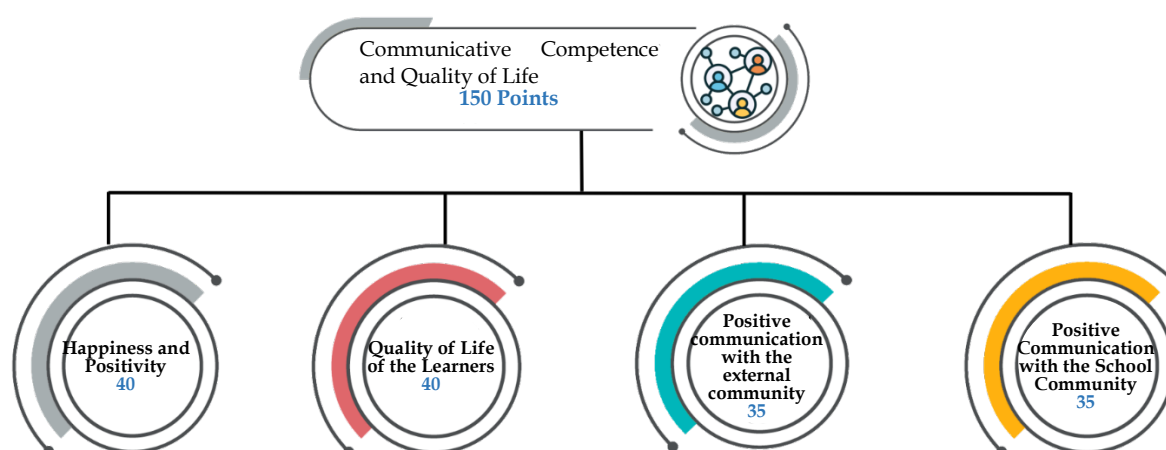 Communicative Competence
and Quality of Life
150 Points
Happiness and
Positivity
40
Quality of Life
of the Learners
40
Positive
communication
with the
external
community
35
Positive
Communication
with the School
Community
35